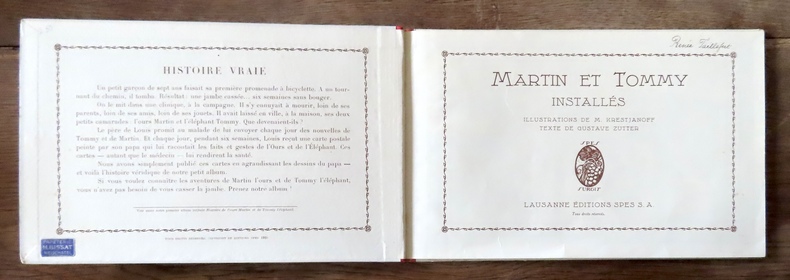 HISTOIRE VRAIE
Un petit garçon de sept ans faisait sa première promenade à bicyclette. A un tour-
nant du chemin, il tomba. Résultat : une jambe cassée... six semaines sans bouger.
On le mit dans une clinique, à la campagne. Il s'y ennuyait à mourir, loin de ses
parents, loin de ses amis, loin de ses jouets. Il avait laissé en ville, à la maison, ses deux
petits camarades : l'ours Martin et l'éléphant Tommy. Que devenaient-ils ?
Le père de Louis promit au malade de lui envoyer chaque jour des nouvelles de
Tommy et de Martin. Et chaque jour, pendant six semaines, Louis reçut une carte postale
peinte par son papa qui lui racontait les faits et gestes de l'Ours et de l'Éléphant. Ces
cartes — autant que le médecin — lui rendirent la santé.
Nous avons simplement publié ces cartes en agrandissant les dessins du papa —
et voilà l'histoire véridique de notre petit album.
Si vous voulez connaître les aventures de Martin l'ours et de Tommy l'éléphant,
vous n'avez pas besoin de vous casser la jambe. Prenez notre album !
MARTIN ET TOMMY
INSTALLÉS
ILLUSTRATIONS DE M. KRESTIANOFF
TEXTE DE GUSTAVE ZUTTER
SPES
SURGIT
LAUSANNE ÉDITIONS SPES S. A.
Tous droits réservés.